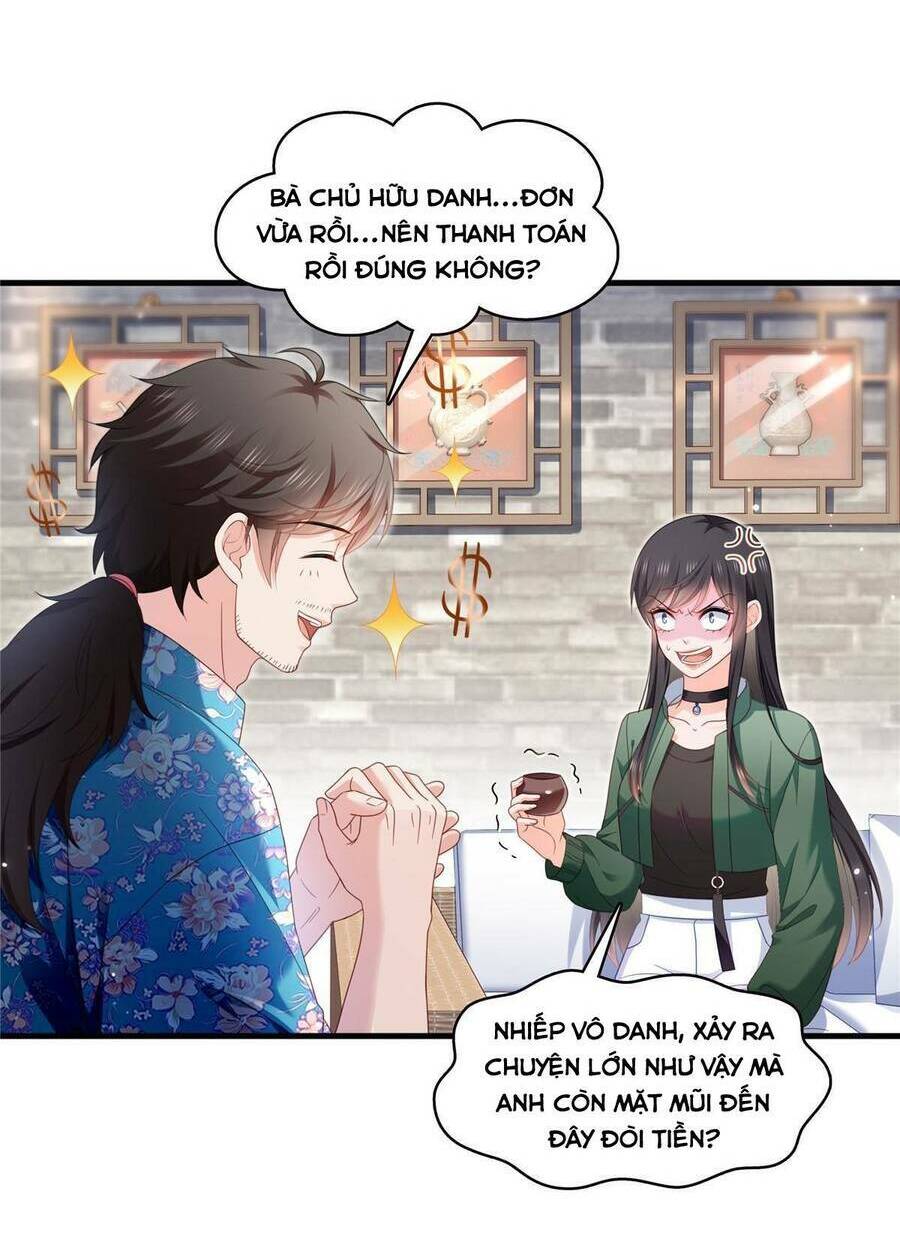 BÀ CHỦ HỮU DANH...ĐƠN
VỪA RỒI...NÊN THANH TOÁN
RỒI ĐÚNG KHÔNG?
$
$
$
NHIẾP VÔ DANH, XẢY RA
CHUYỆN LỚN NHƯ VẬY MÀ
ANH CÒN MẶT MŨI ĐẾN
ĐÂY ĐÒI TIỀN?